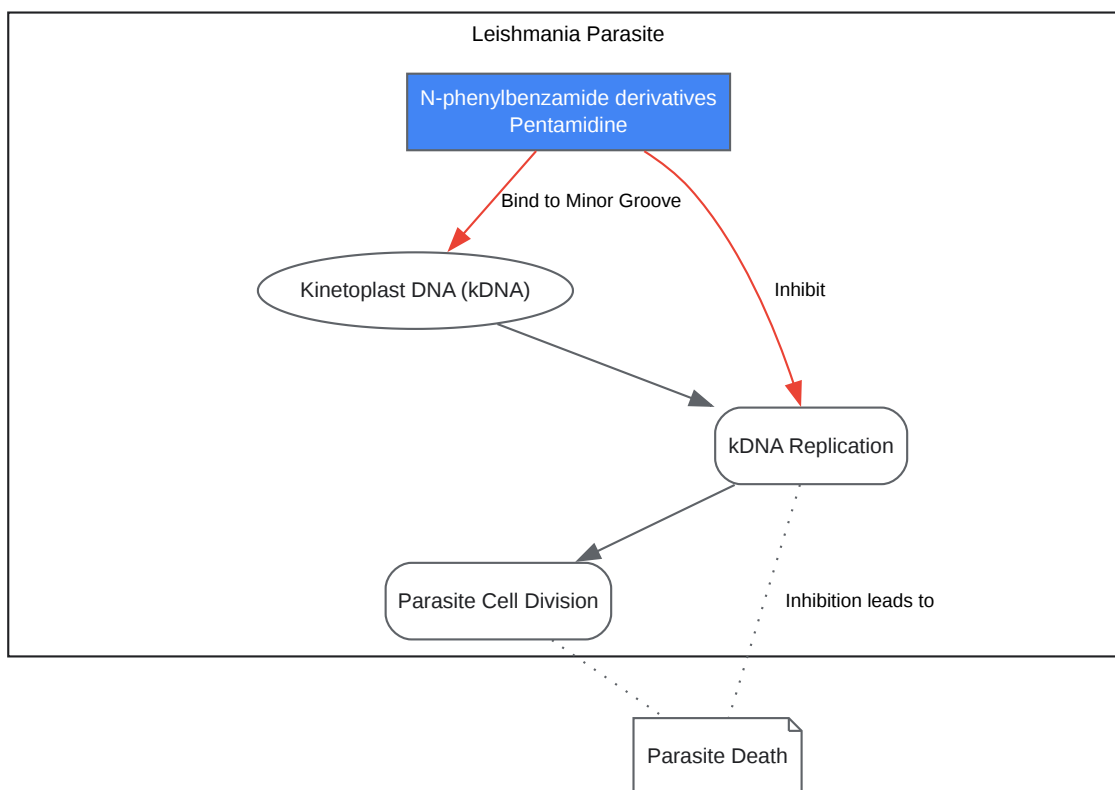 Leishmania Parasite
N-phenylbenzamide derivatives
Pentamidine
Bind to Minor Groove
Kinetoplast DNA (kDNA)
Inhibit
kDNA Replication
Parasite Cell Division
Inhibition leads to
Parasite Death